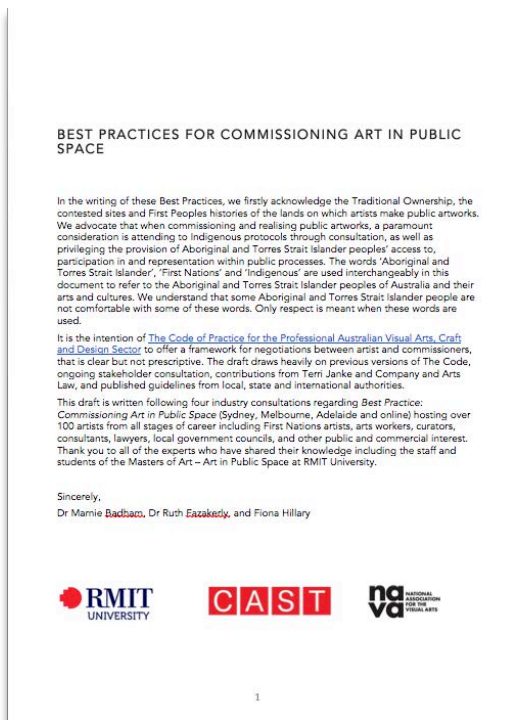 BEST PRACTICES FOR COMMISSIONING ART IN PUBLIC
SPACE
In the writing of these Best Practices, we firstly acknowledge the Traditional Ownership, the
contested sites and First Peoples histories of the lands on which artists make public artworks.
We advocate that when commissioning and realising public artworks, a paramount
consideration is attending to Indigenous protocols through consultation, as well as
privileging the provision of Aboriginal and Torres Strait Islander peoples' access to,
participation in and representation within public processes. The words 'Aboriginal and
Torres Strait Islander', 'First Nations' and 'Indigenous' are used interchangeably in this
document to refer to the Aboriginal and Torres Strait Islander peoples of Australia and their
arts and cultures. We understand that some Aboriginal and Torres Strait Islander people are
not comfortable with some of these words. Only respect is meant when these words are
used.
It is the intention of The Code of Practice for the Professional Australian Visual Arts, Craft
and Design Sector to offer a framework for negotiations between artist and commissioners,
that is clear but not prescriptive. The draft draws heavily on previous versions of The Code,
ongoing stakeholder consultation, contributions from Terri Janke and Company and Arts
Law, and published guidelines from local, state and international authorities.
This draft is written following four industry consultations regarding Best Practice:
Commissioning Art in Public Space (Sydney, Melbourne, Adelaide and online) hosting over
100 artists from all stages of career including First Nations artists, arts workers, curators,
consultants, lawyers, local government councils, and other public and commercial interest.
Thank you to all of the experts who have shared their knowledge including the staff and
students of the Masters of Art – Art in Public Space at RMIT University.
Sincerely,
Dr Marnie Badham, Dr Ruth Fazakerly, and Fiona Hillary
RMIT
UNIVERSITY
CAST
nava
NATIONAL
ASSOCIATION
FOR THE
VISUAL ARTS
1